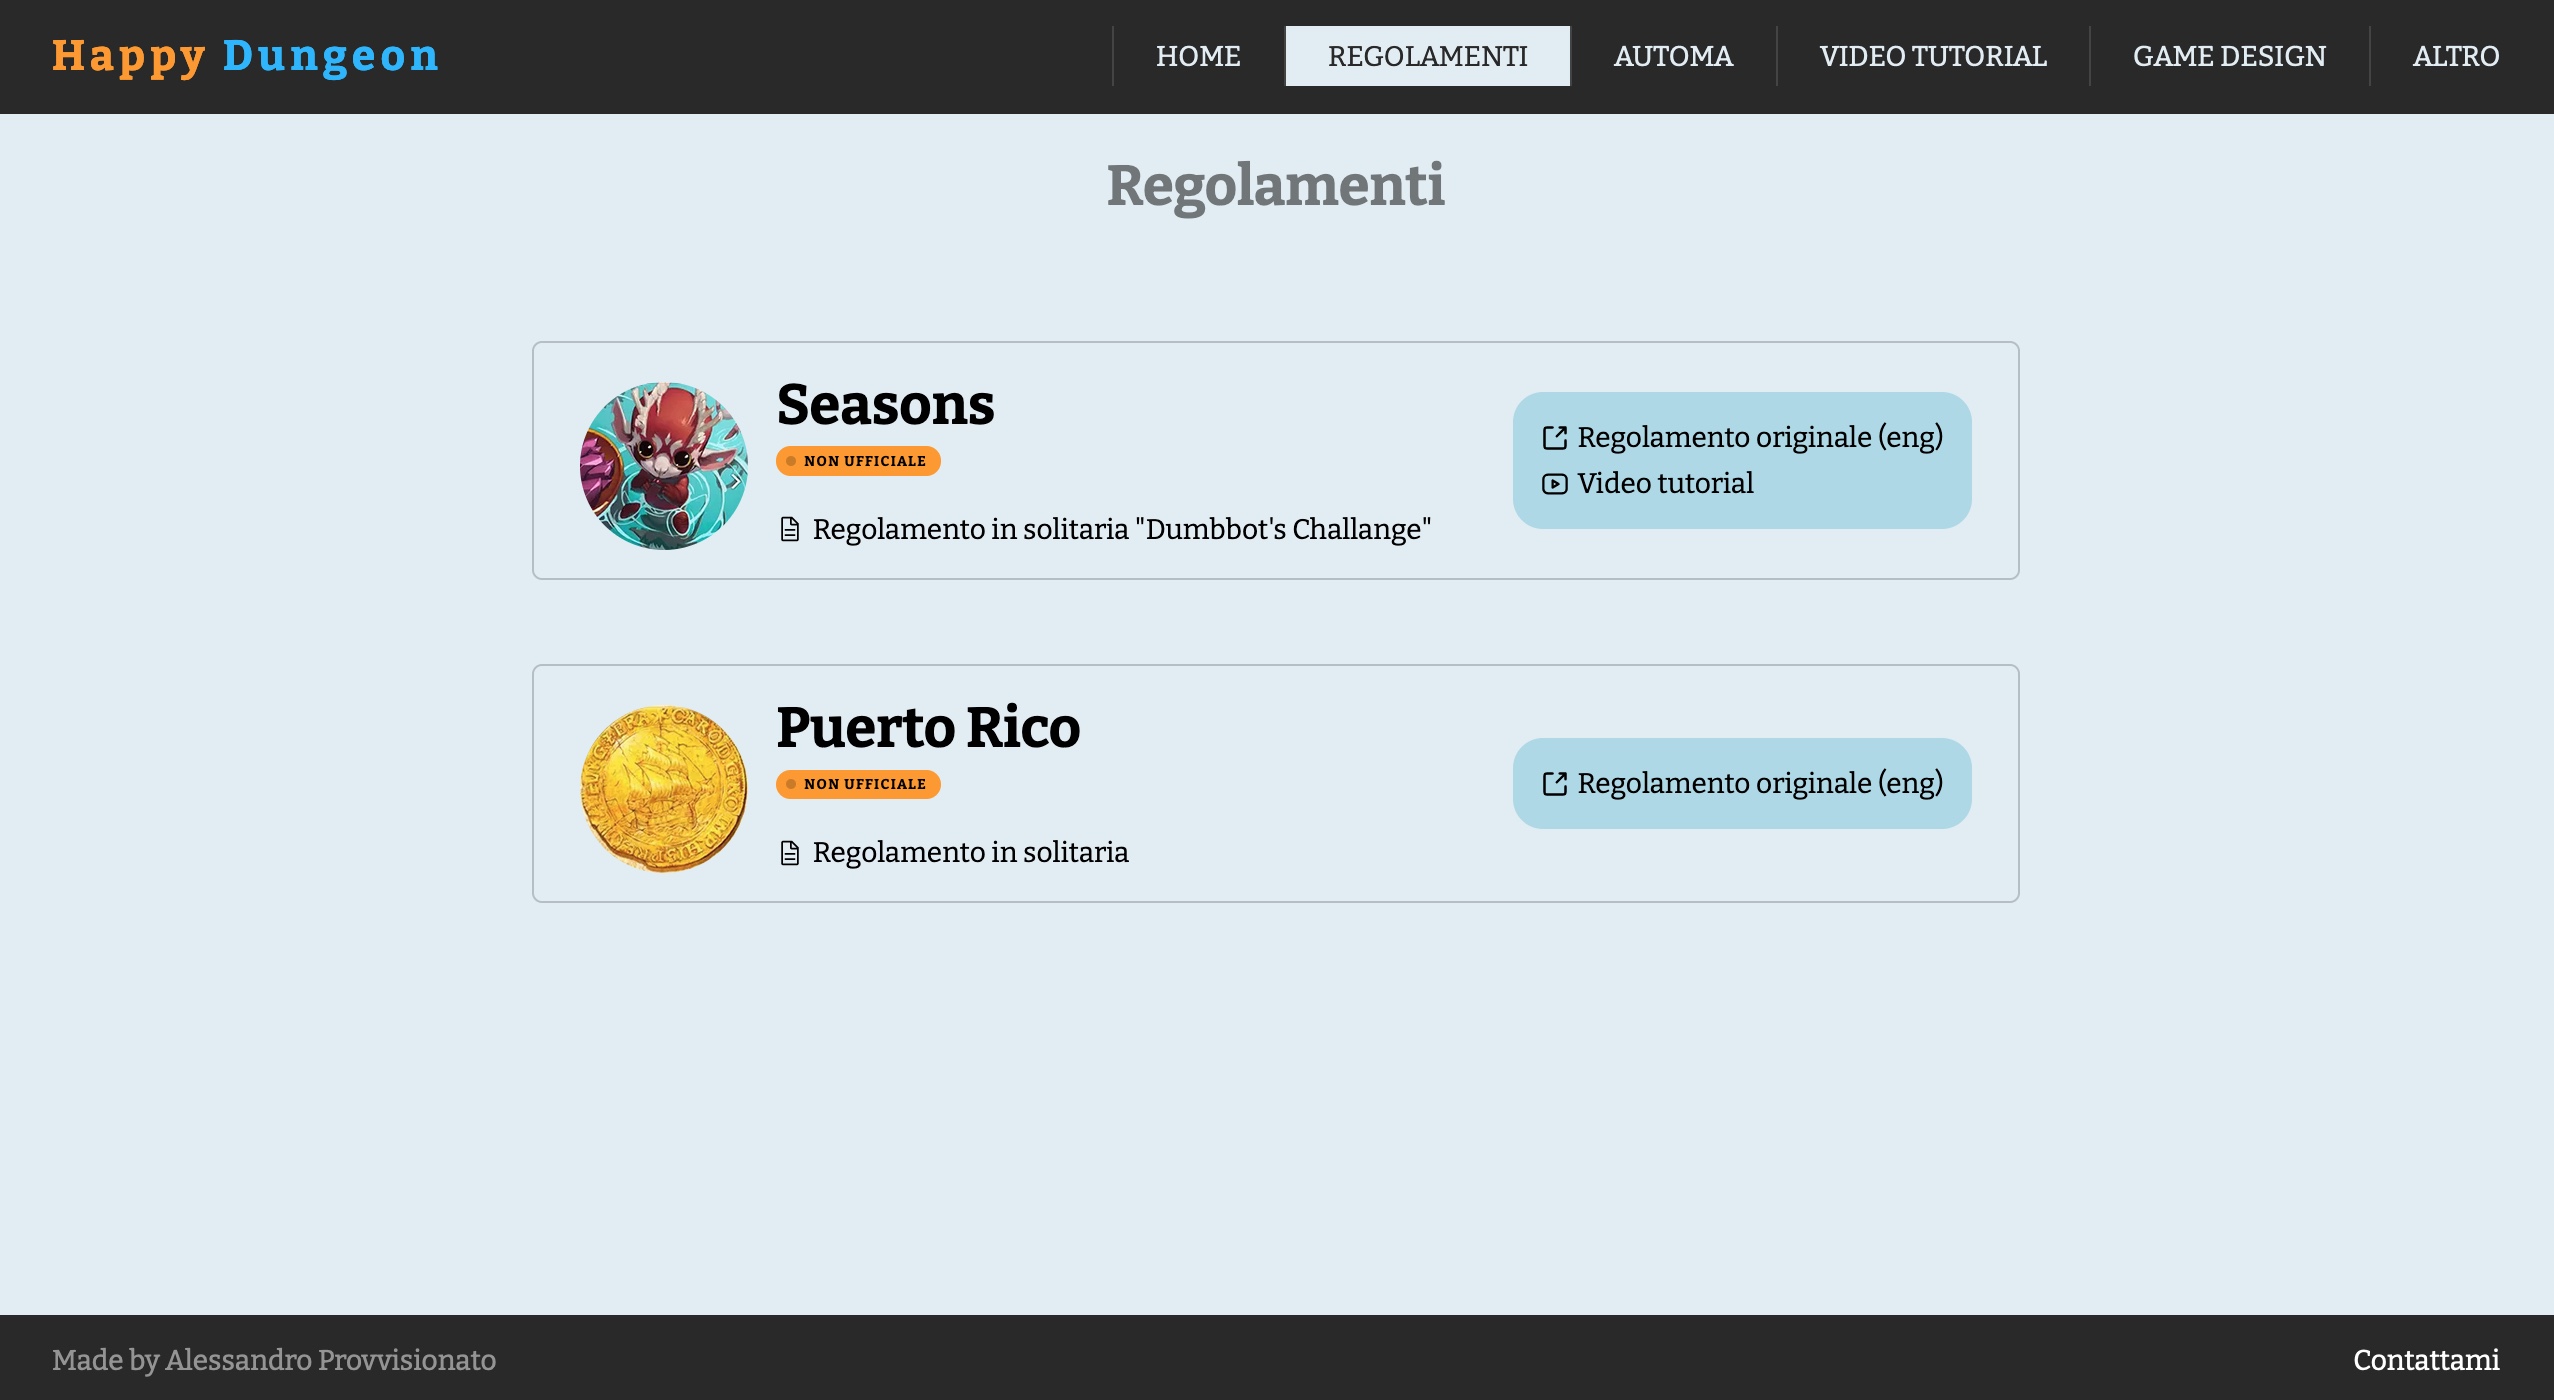 Happy Dungeon
HOME
REGOLAMENTI
AUTOMA
VIDEO TUTORIAL
GAME DESIGN
ALTRO
Regolamenti
Seasons
NON UFFICIALE
Regolamento in solitaria "Dumbbot's Challange"
Regolamento originale (eng)
Video tutorial
Puerto Rico
NON UFFICIALE
Regolamento in solitaria
Regolamento originale (eng)
Made by Alessandro Provvisionato
Contattami